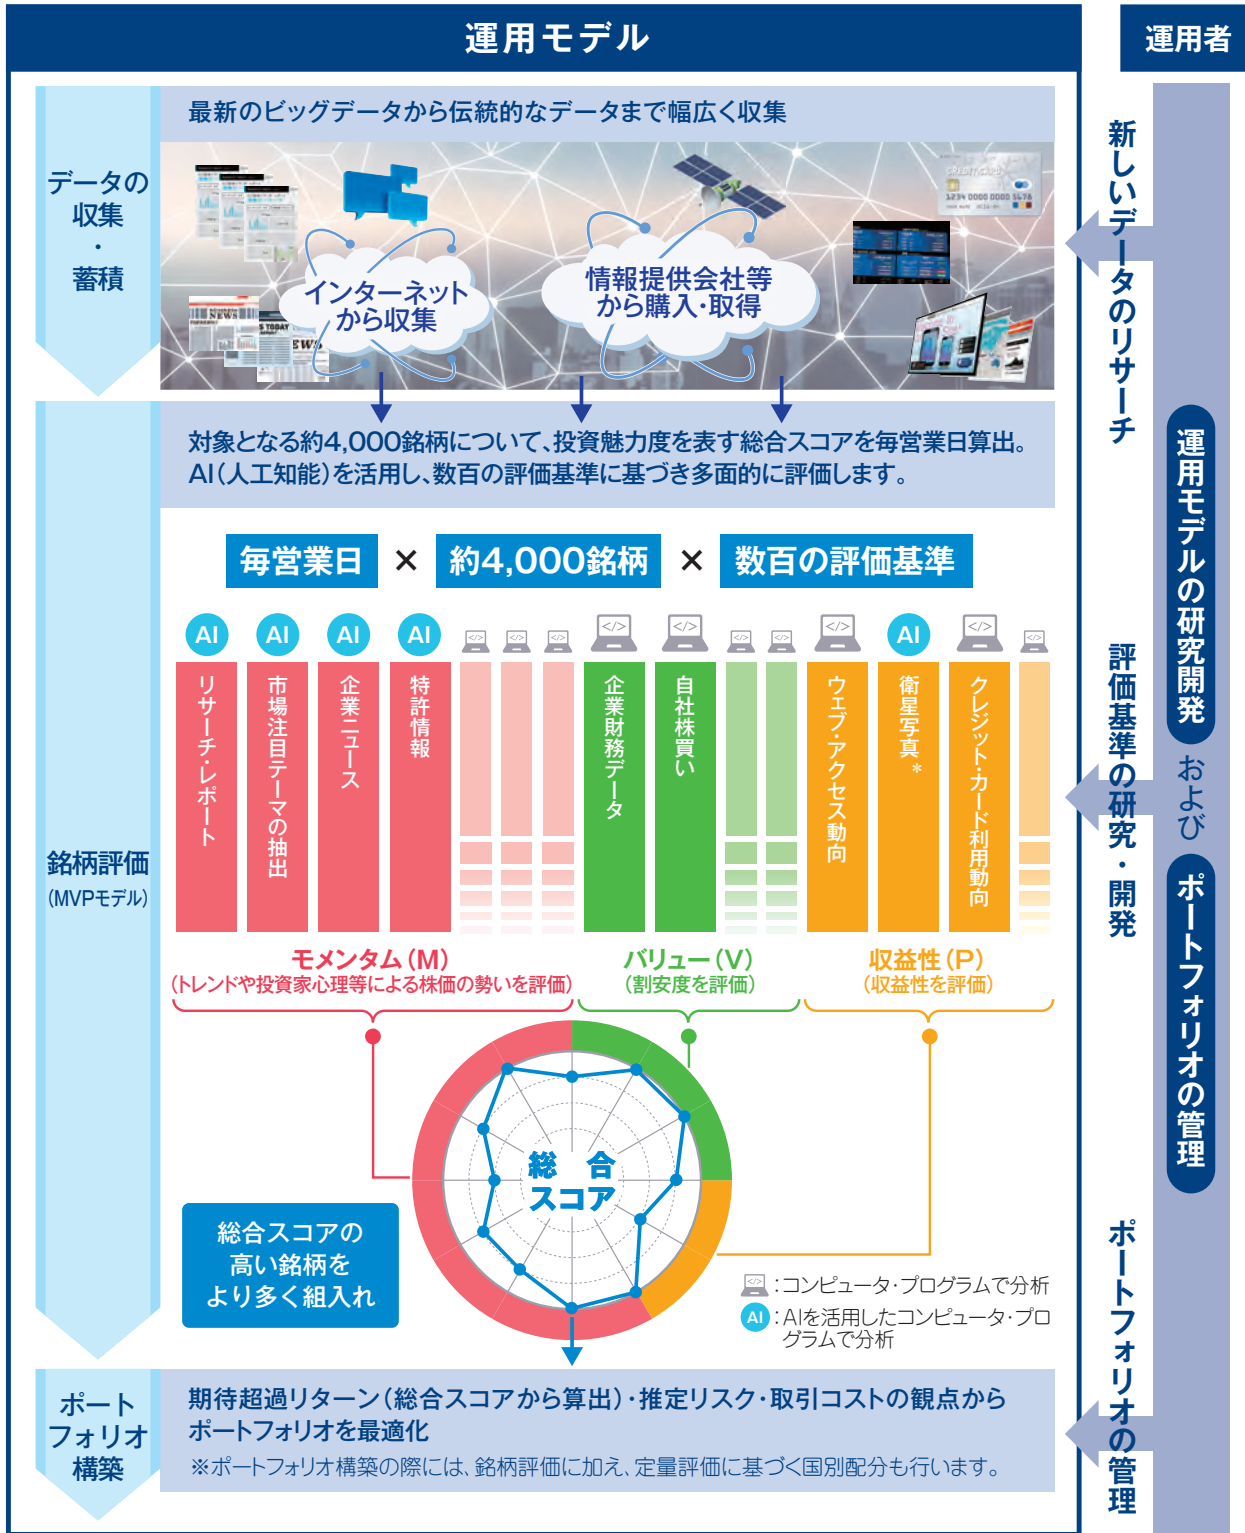 運用モデル
運用者
データの
収集
・
蓄積
最新のビッグデータから伝統的なデータまで幅広く収集
インターネット
から収集
情報提供会社等
から購入・取得
CREDIT CARD
1234 0000 0000 5676
NEWS
新しいデータのリサーチ
対象となる約4,000銘柄について、投資魅力度を表す総合スコアを毎営業日算出。
AI（人工知能）を活用し、数百の評価基準に基づき多面的に評価します。
毎営業日 × 約4,000銘柄 × 数百の評価基準
AI AI AI AI </> </> </> </> </> </> </> </> AI </> </>
リサーチ・レポート
市場注目テーマの抽出
企業ニュース
特許情報
企業財務データ
自社株買い
ウェブ・アクセス動向
衛星写真*
クレジット・カード利用動向
銘柄評価
（MVPモデル）
モメンタム（M）
（トレンドや投資家心理等による株価の勢いを評価）
バリュー（V）
（割安度を評価）
収益性（P）
（収益性を評価）
評価基準の研究・開発
運用モデルの研究開発
および
ポートフォリオの管理
総合
スコア
総合スコアの
高い銘柄を
より多く組入れ
</> ：コンピュータ・プログラムで分析
AI ：AIを活用したコンピュータ・プロ
グラムで分析
ポート
フォリオ
構築
期待超過リターン（総合スコアから算出）・推定リスク・取引コストの観点から
ポートフォリオを最適化
※ポートフォリオ構築の際には、銘柄評価に加え、定量評価に基づく国別配分も行います。
ポートフォリオの管理